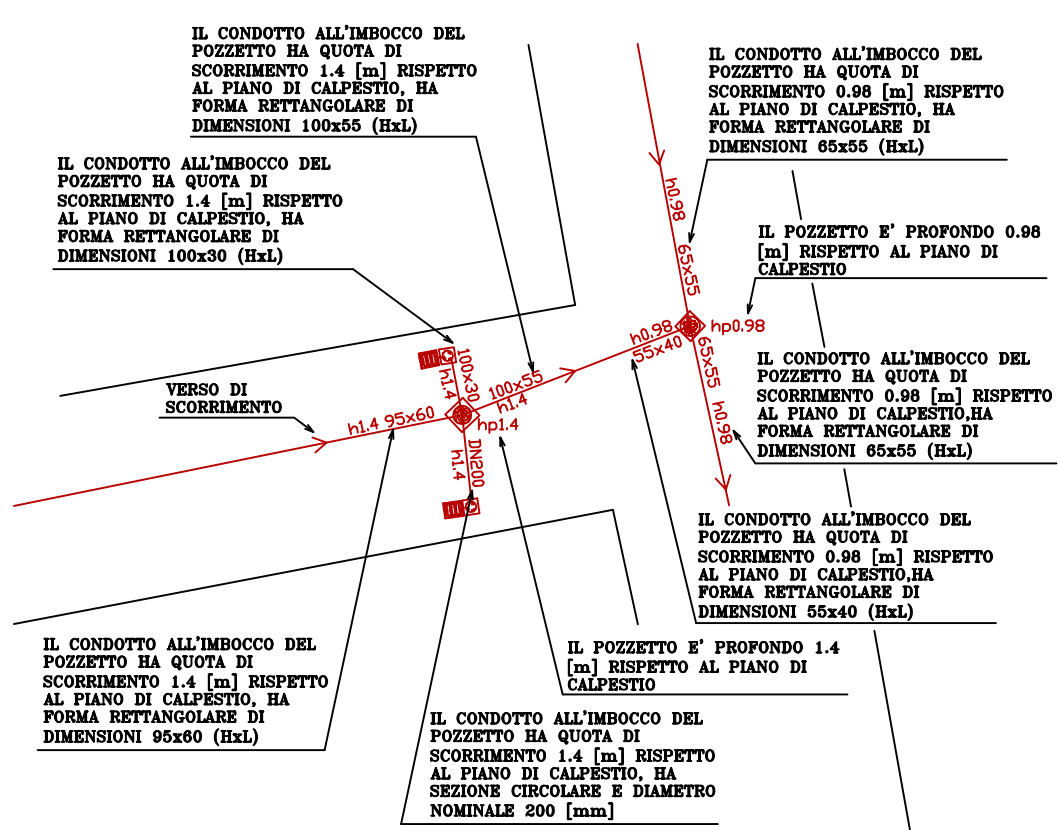 IL CONDOTTO ALL'IMBOCCO DEL
POZZETTO HA QUOTA DI
SCORRIMENTO 1.4 [m] RISPETTO
AL PIANO DI CALPESTIO, HA
FORMA RETTANGOLARE DI
DIMENSIONI 100x55 (HxL)
IL CONDOTTO ALL'IMBOCCO DEL
POZZETTO HA QUOTA DI
SCORRIMENTO 0.98 [m] RISPETTO
AL PIANO DI CALPESTIO, HA
FORMA RETTANGOLARE DI
DIMENSIONI 65x55 (HxL)
IL CONDOTTO ALL'IMBOCCO DEL
POZZETTO HA QUOTA DI
SCORRIMENTO 1.4 [m] RISPETTO
AL PIANO DI CALPESTIO, HA
FORMA RETTANGOLARE DI
DIMENSIONI 100x30 (HxL)
h0.98
65x55
IL POZZETTO E' PROFONDO 0.98
[m] RISPETTO AL PIANO DI
CALPESTIO
hp0.98
h0.98
55x40
65x55
h0.98
100x30
h1.4
100x55
h1.4
VERSO DI
SCORRIMENTO
h1.4 95x60
hp1.4
DN200
h1.4
IL CONDOTTO ALL'IMBOCCO DEL
POZZETTO HA QUOTA DI
SCORRIMENTO 0.98 [m] RISPETTO
AL PIANO DI CALPESTIO,HA
FORMA RETTANGOLARE DI
DIMENSIONI 65x55 (HxL)
IL CONDOTTO ALL'IMBOCCO DEL
POZZETTO HA QUOTA DI
SCORRIMENTO 0.98 [m] RISPETTO
AL PIANO DI CALPESTIO,HA
FORMA RETTANGOLARE DI
DIMENSIONI 55x40 (HxL)
IL CONDOTTO ALL'IMBOCCO DEL
POZZETTO HA QUOTA DI
SCORRIMENTO 1.4 [m] RISPETTO
AL PIANO DI CALPESTIO, HA
FORMA RETTANGOLARE DI
DIMENSIONI 95x60 (HxL)
IL POZZETTO E' PROFONDO 1.4
[m] RISPETTO AL PIANO DI
CALPESTIO
IL CONDOTTO ALL'IMBOCCO DEL
POZZETTO HA QUOTA DI
SCORRIMENTO 1.4 [m] RISPETTO
AL PIANO DI CALPESTIO, HA
SEZIONE CIRCOLARE E DIAMETRO
NOMINALE 200 [mm]